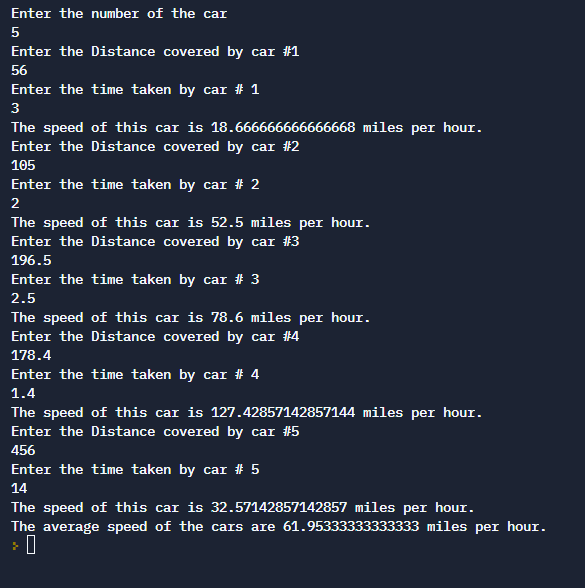 Enter the number of the car
5
Enter the Distance covered by car #1
56
Enter the time taken by car # 1
3
The speed of this car is 18.666666666666668 miles per hour.
Enter the Distance covered by car #2
105
Enter the time taken by car # 2
2
The speed of this car is 52.5 miles per hour.
Enter the Distance covered by car #3
196.5
Enter the time taken by car # 3
2.5
The speed of this car is 78.6 miles per hour.
Enter the Distance covered by car #4
178.4
Enter the time taken by car # 4
1.4
The speed of this car is 127.42857142857144 miles per hour.
Enter the Distance covered by car #5
456
Enter the time taken by car # 5
14
The speed of this car is 32.57142857142857 miles per hour.
The average speed of the cars are 61.95333333333333 miles per hour.